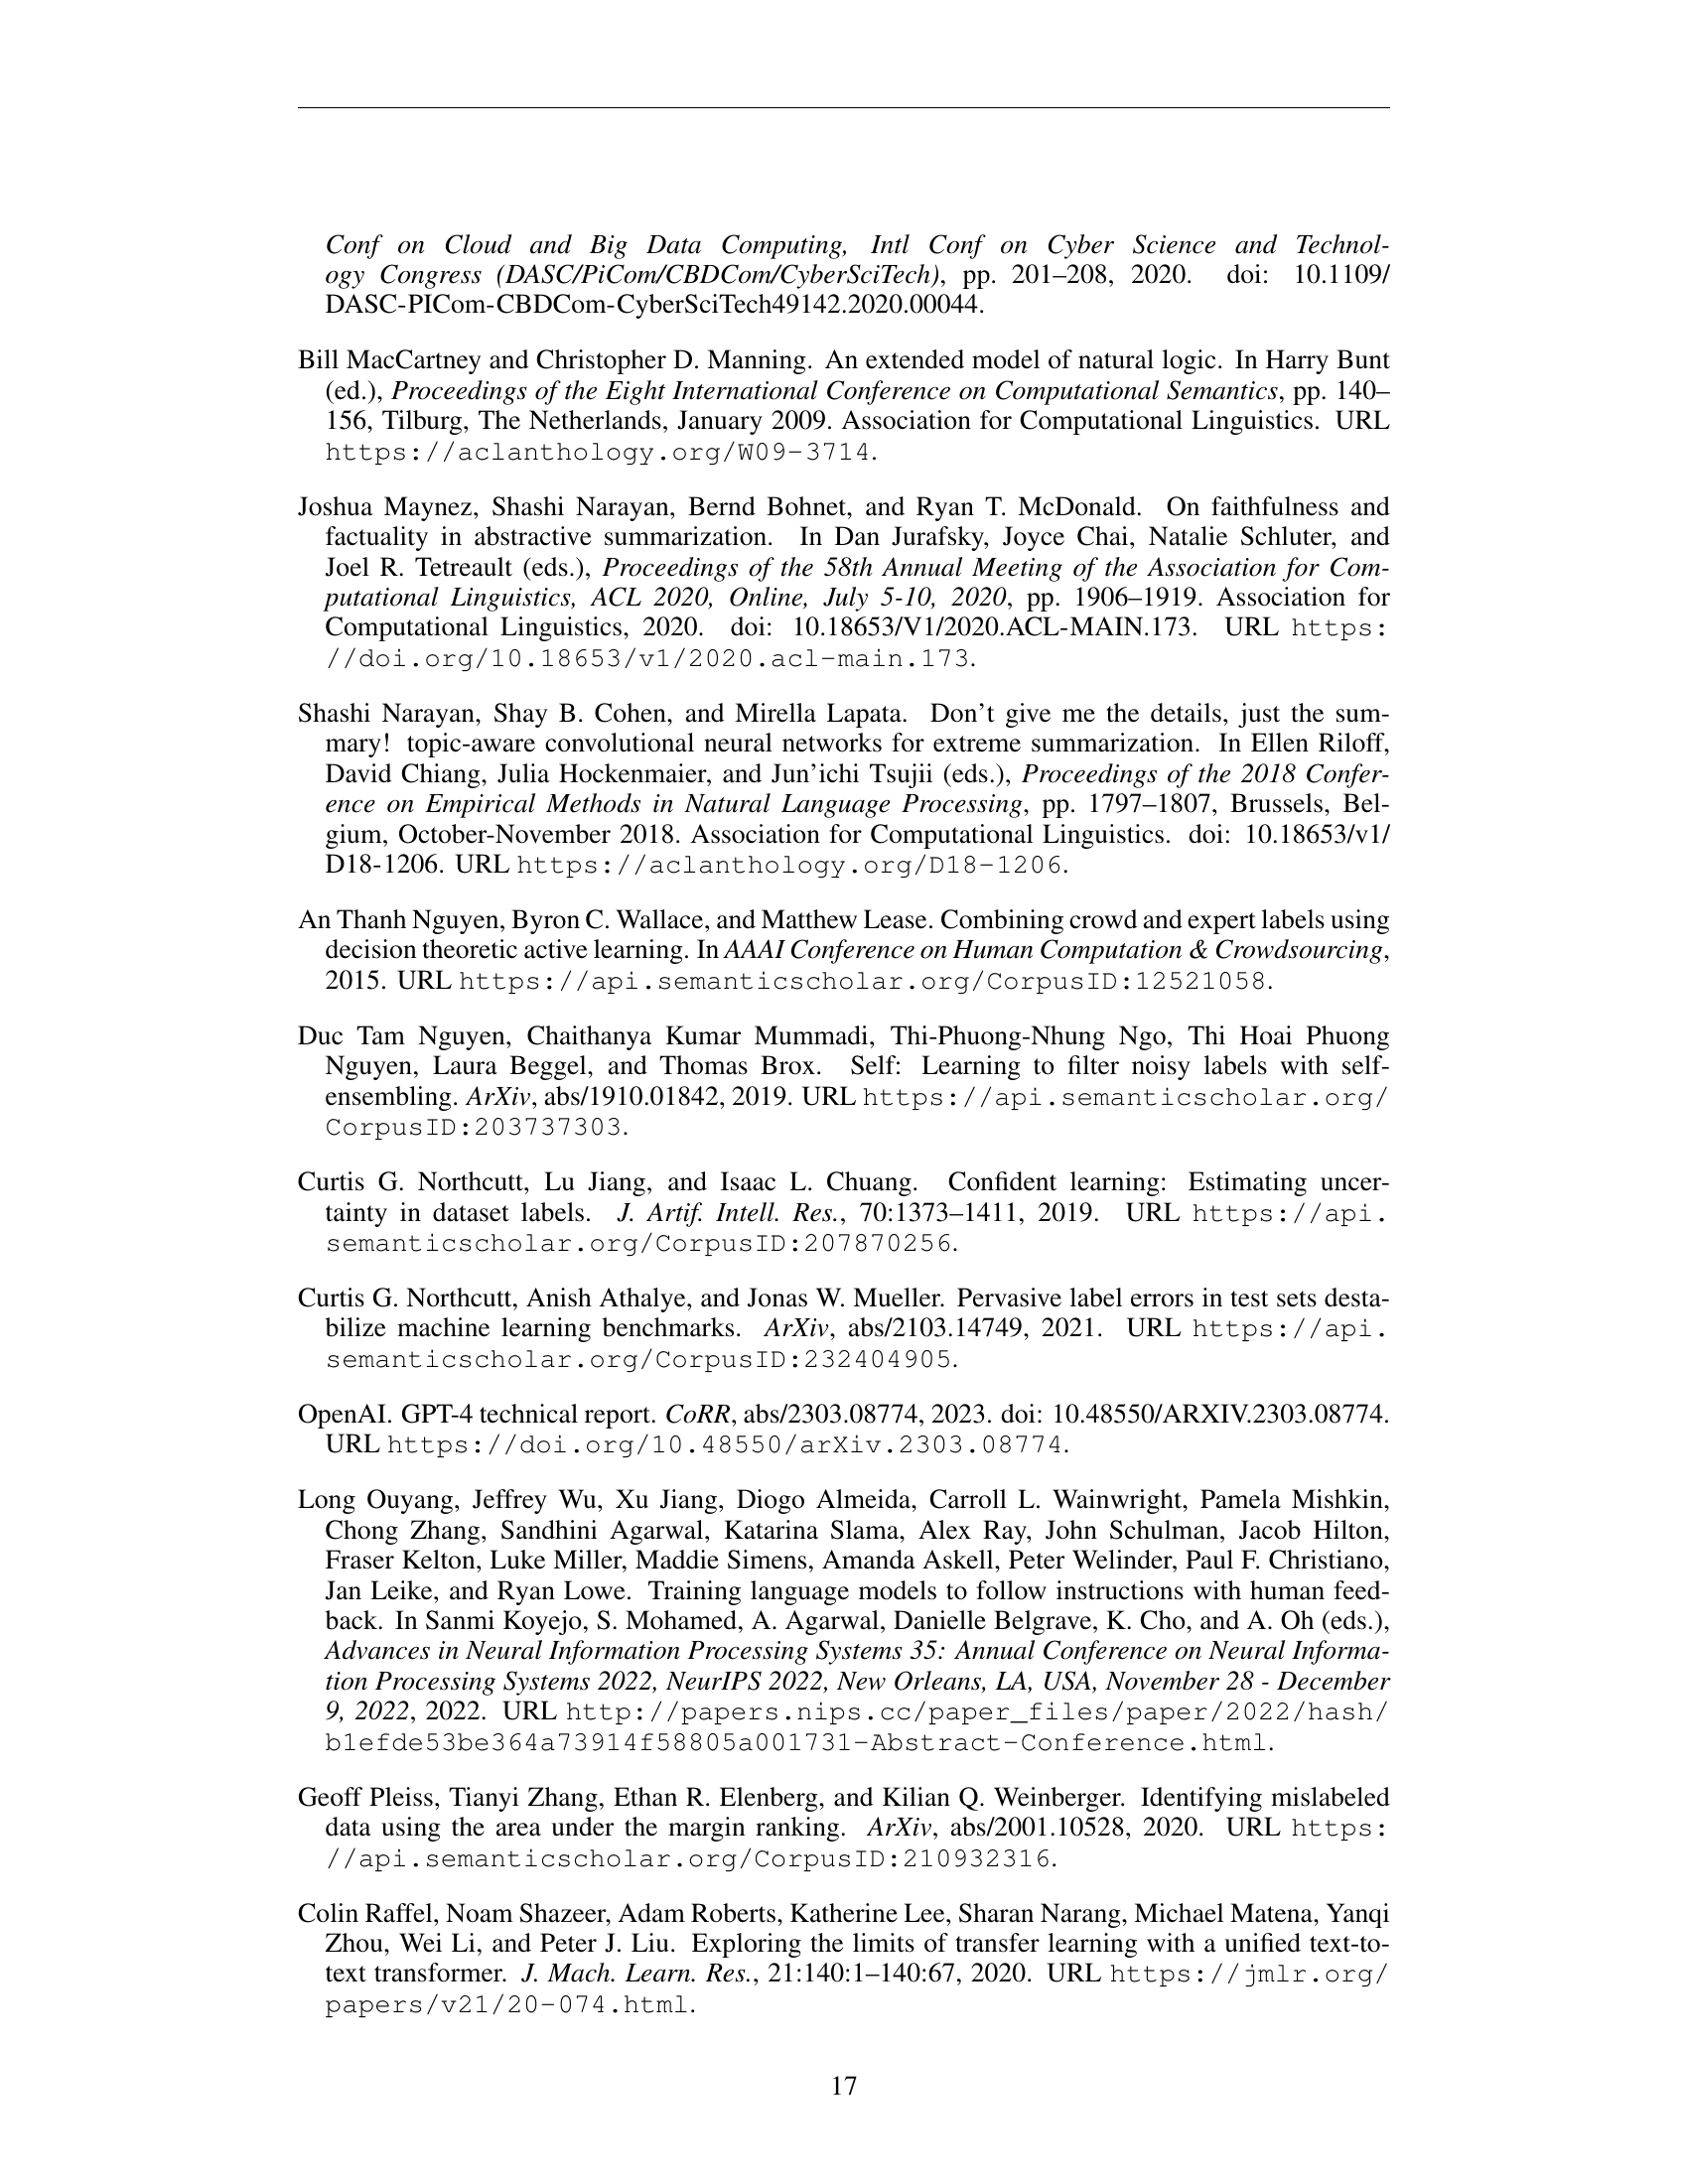 Conf on Cloud and Big Data Computing, Intl Conf on Cyber Science and Technol-
ogy Congress (DASC/PiCom/CBDCom/CyberSciTech), pp. 201–208, 2020. doi: 10.1109/
DASC-PICom-CBDCom-CyberSciTech49142.2020.00044.
Bill MacCartney and Christopher D. Manning. An extended model of natural logic. In Harry Bunt
(ed.), Proceedings of the Eight International Conference on Computational Semantics, pp. 140–
156, Tilburg, The Netherlands, January 2009. Association for Computational Linguistics. URL
https://aclanthology.org/W09-3714.
Joshua Maynez, Shashi Narayan, Bernd Bohnet, and Ryan T. McDonald. On faithfulness and
factuality in abstractive summarization. In Dan Jurafsky, Joyce Chai, Natalie Schluter, and
Joel R. Tetreault (eds.), Proceedings of the 58th Annual Meeting of the Association for Com-
putational Linguistics, ACL 2020, Online, July 5-10, 2020, pp. 1906–1919. Association for
Computational Linguistics, 2020. doi: 10.18653/V1/2020.ACL-MAIN.173. URL https:
//doi.org/10.18653/v1/2020.acl-main.173.
Shashi Narayan, Shay B. Cohen, and Mirella Lapata. Don't give me the details, just the sum-
mary! topic-aware convolutional neural networks for extreme summarization. In Ellen Riloff,
David Chiang, Julia Hockenmaier, and Jun'ichi Tsujii (eds.), Proceedings of the 2018 Confer-
ence on Empirical Methods in Natural Language Processing, pp. 1797–1807, Brussels, Bel-
gium, October-November 2018. Association for Computational Linguistics. doi: 10.18653/v1/
D18-1206. URL https://aclanthology.org/D18-1206.
An Thanh Nguyen, Byron C. Wallace, and Matthew Lease. Combining crowd and expert labels using
decision theoretic active learning. In AAAI Conference on Human Computation & Crowdsourcing,
2015. URL https://api.semanticscholar.org/CorpusID:12521058.
Duc Tam Nguyen, Chaithanya Kumar Mummadi, Thi-Phuong-Nhung Ngo, Thi Hoai Phuong
Nguyen, Laura Beggel, and Thomas Brox. Self: Learning to filter noisy labels with self-
ensembling. ArXiv, abs/1910.01842, 2019. URL https://api.semanticscholar.org/
CorpusID:203737303.
Curtis G. Northcutt, Lu Jiang, and Isaac L. Chuang. Confident learning: Estimating uncer-
tainty in dataset labels. J. Artif. Intell. Res., 70:1373–1411, 2019. URL https://api.
semanticscholar.org/CorpusID:207870256.
Curtis G. Northcutt, Anish Athalye, and Jonas W. Mueller. Pervasive label errors in test sets desta-
bilize machine learning benchmarks. ArXiv, abs/2103.14749, 2021. URL https://api.
semanticscholar.org/CorpusID:232404905.
OpenAI. GPT-4 technical report. CoRR, abs/2303.08774, 2023. doi: 10.48550/ARXIV.2303.08774.
URL https://doi.org/10.48550/arXiv.2303.08774.
Long Ouyang, Jeffrey Wu, Xu Jiang, Diogo Almeida, Carroll L. Wainwright, Pamela Mishkin,
Chong Zhang, Sandhini Agarwal, Katarina Slama, Alex Ray, John Schulman, Jacob Hilton,
Fraser Kelton, Luke Miller, Maddie Simens, Amanda Askell, Peter Welinder, Paul F. Christiano,
Jan Leike, and Ryan Lowe. Training language models to follow instructions with human feed-
back. In Sanmi Koyejo, S. Mohamed, A. Agarwal, Danielle Belgrave, K. Cho, and A. Oh (eds.),
Advances in Neural Information Processing Systems 35: Annual Conference on Neural Informa-
tion Processing Systems 2022, NeurIPS 2022, New Orleans, LA, USA, November 28 - December
9, 2022, 2022. URL http://papers.nips.cc/paper_files/paper/2022/hash/
b1efde53be364a73914f58805a001731-Abstract-Conference.html.
Geoff Pleiss, Tianyi Zhang, Ethan R. Elenberg, and Kilian Q. Weinberger. Identifying mislabeled
data using the area under the margin ranking. ArXiv, abs/2001.10528, 2020. URL https:
//api.semanticscholar.org/CorpusID:210932316.
Colin Raffel, Noam Shazeer, Adam Roberts, Katherine Lee, Sharan Narang, Michael Matena, Yanqi
Zhou, Wei Li, and Peter J. Liu. Exploring the limits of transfer learning with a unified text-to-
text transformer. J. Mach. Learn. Res., 21:140:1–140:67, 2020. URL https://jmlr.org/
papers/v21/20-074.html.
17